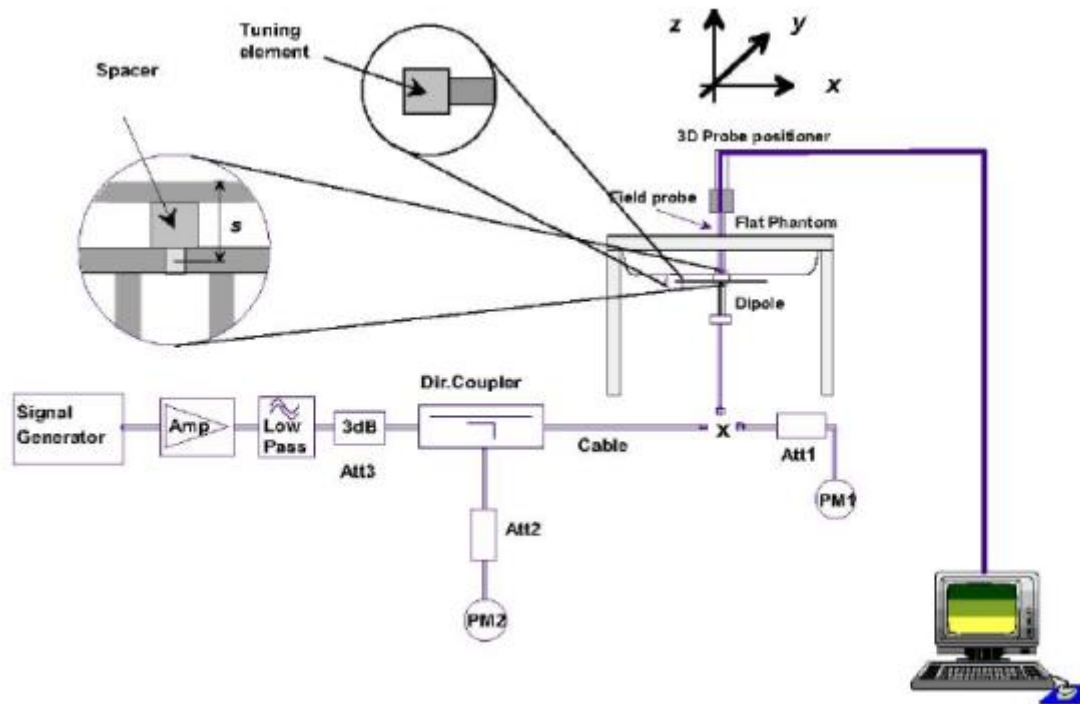 Tuning
element
z
y
x
Spacer
3D Probe positioner
Field probe
s
Flat Phantom
Dipole
Dir.Coupler
Signal
Generator
Amp
Low
Pass
3dB
Cable
x
Att3
Att1
PM1
Att2
PM2